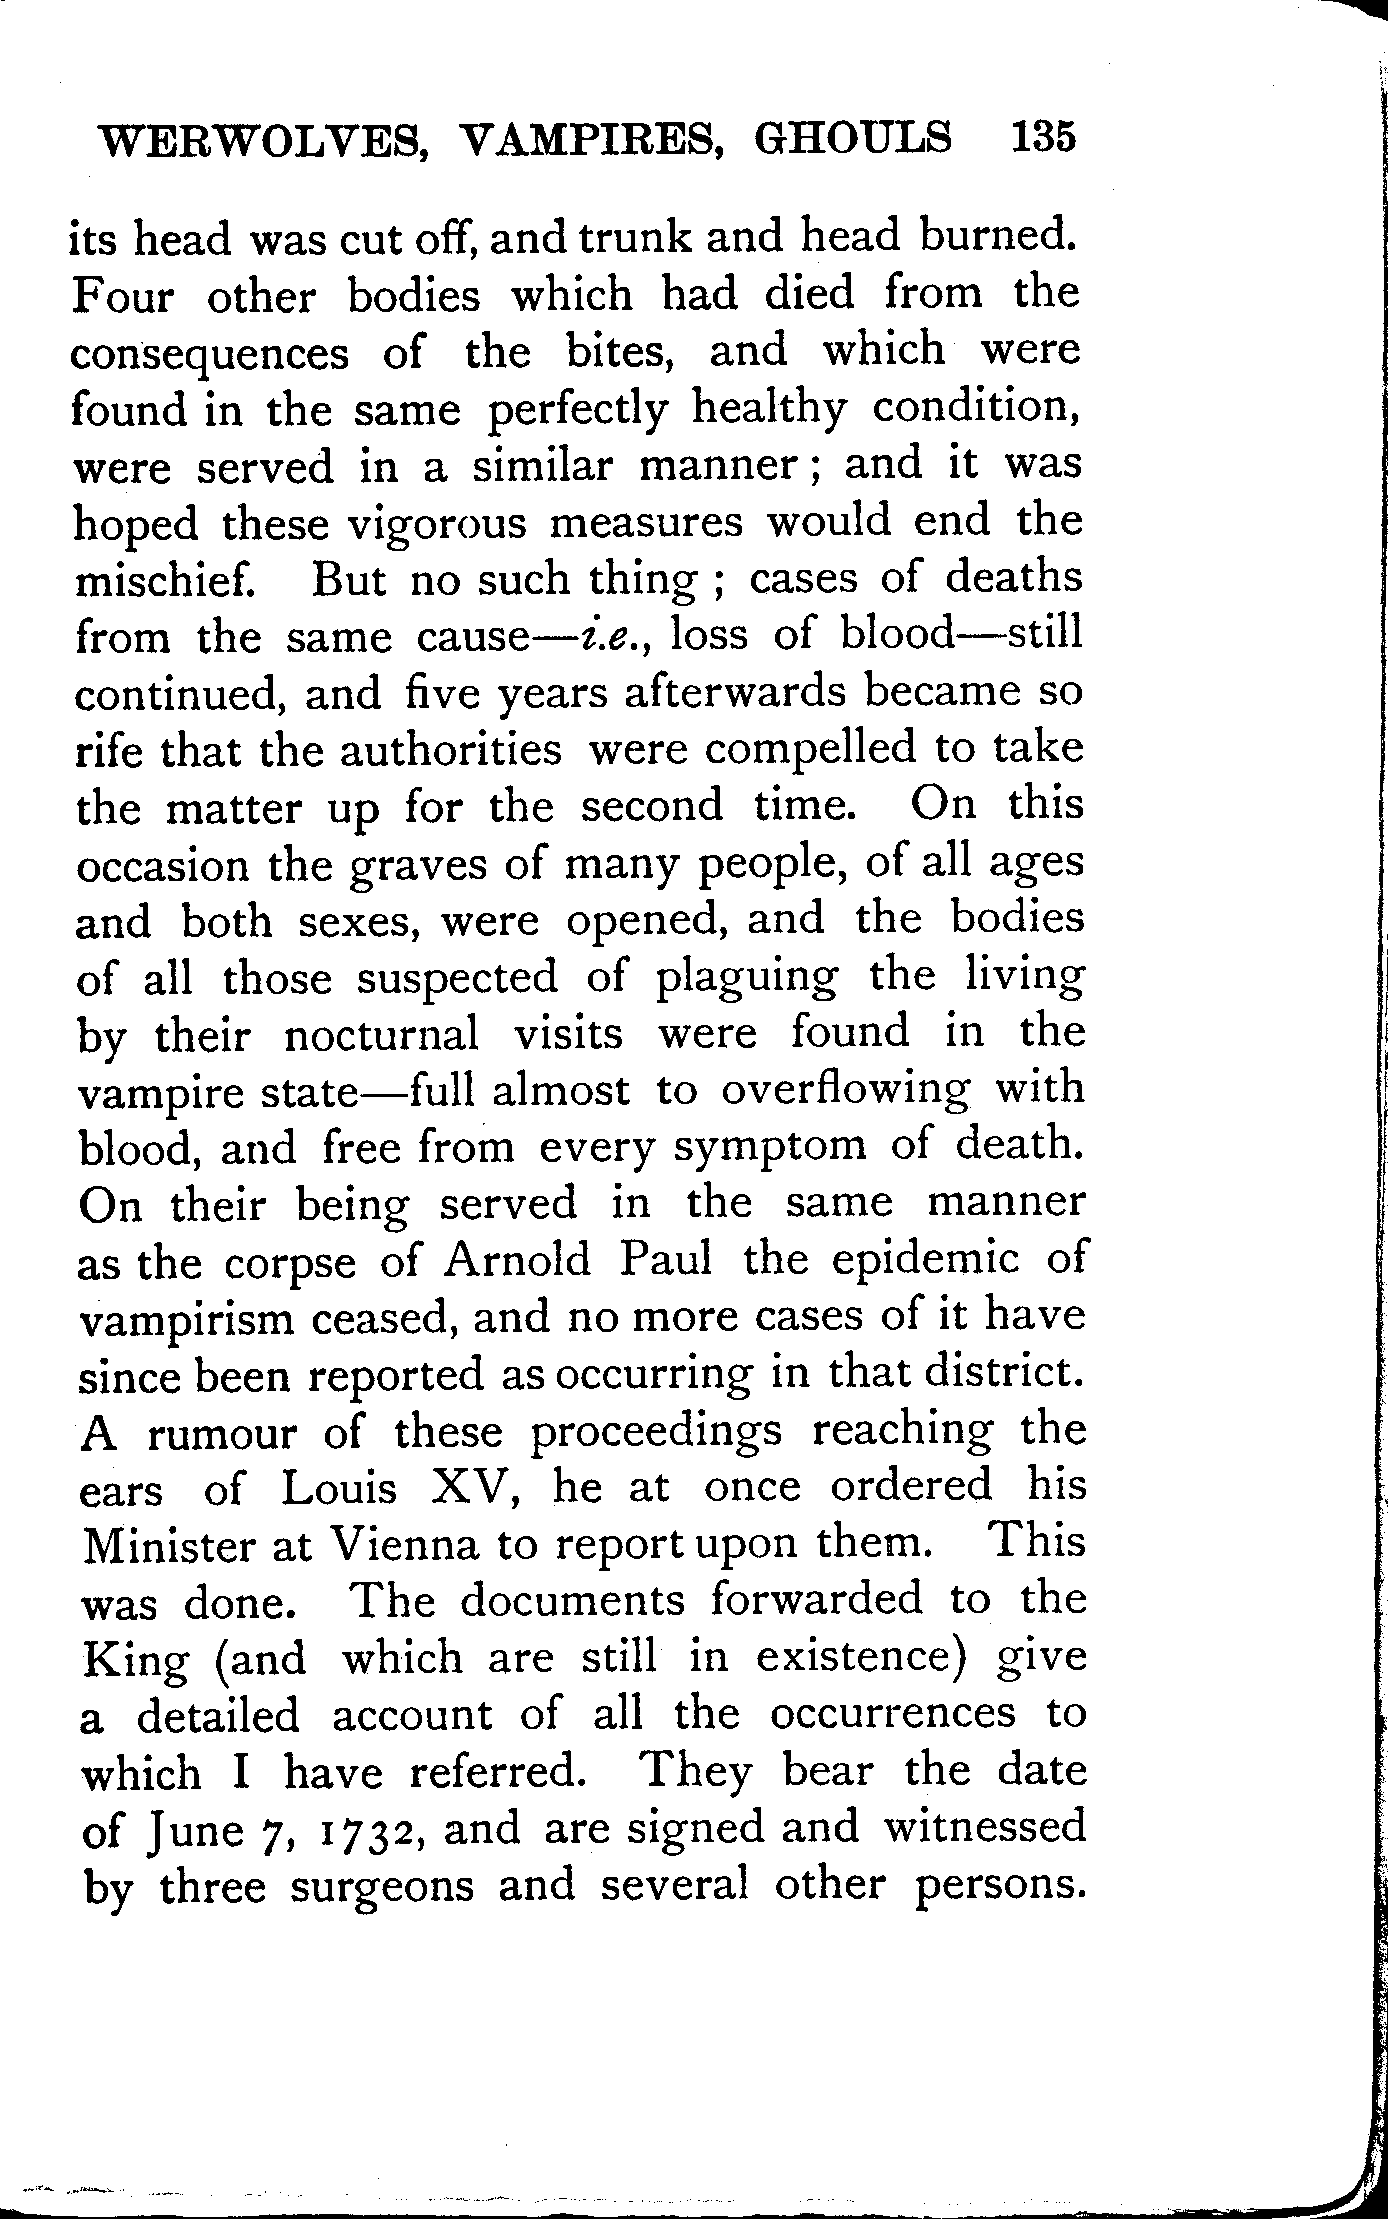 WERWOLVES, VAMPIRES, GHOULS 135
its head was cut off, and trunk and head burned.
Four other bodies which had died from the
consequences of the bites, and which were
found in the same perfectly healthy condition,
were served in a similar manner ; and it was
hoped these vigorous measures would end the
mischief. But no such thing ; cases of deaths
from the same cause—i.e., loss of blood—still
continued, and five years afterwards became so
rife that the authorities were compelled to take
the matter up for the second time. On this
occasion the graves of many people, of all ages
and both sexes, were opened, and the bodies
of all those suspected of plaguing the living
by their nocturnal visits were found in the
vampire state—full almost to overflowing with
blood, and free from every symptom of death.
On their being served in the same manner
as the corpse of Arnold Paul the epidemic of
vampirism ceased, and no more cases of it have
since been reported as occurring in that district.
A rumour of these proceedings reaching the
ears of Louis XV, he at once ordered his
Minister at Vienna to report upon them. This
was done. The documents forwarded to the
King (and which are still in existence) give
a detailed account of all the occurrences to
which I have referred. They bear the date
of June 7, 1732, and are signed and witnessed
by three surgeons and several other persons.